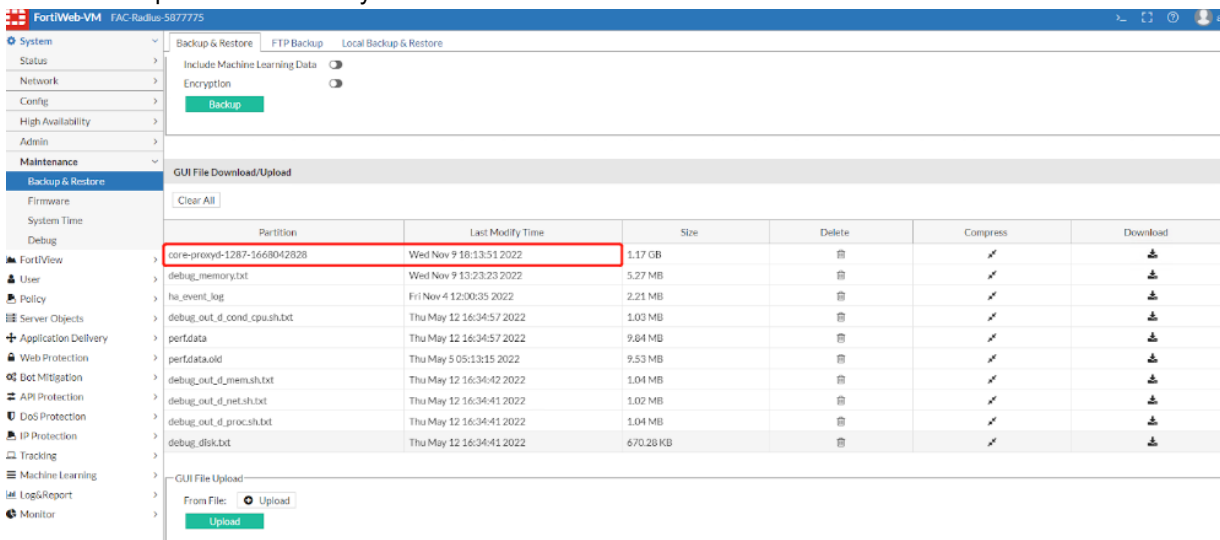 FortiWeb-VM FAC-Radius-5877775
System
Status
Network
Config
High Availability
Admin
Maintenance
Backup & Restore
Firmware
System Time
Debug
FortiView
User
Policy
Server Objects
Application Delivery
Web Protection
Bot Mitigation
API Protection
DoS Protection
IP Protection
Tracking
Machine Learning
Log&Report
Monitor
Backup & Restore FTP Backup Local Backup & Restore
Include Machine Learning Data
Encryption
Backup
GUI File Download/Upload
Clear All
Partition Last Modify Time Size Delete Compress Download
core-proxyd-1287-1668042828 Wed Nov 9 18:13:51 2022 1.17 GB
debug_memory.txt Wed Nov 9 13:23:23 2022 5.27 MB
ha_event_log Fri Nov 4 12:00:35 2022 2.21 MB
debug_out_d_cond_cpu.sh.txt Thu May 12 16:34:57 2022 1.03 MB
perf.data Thu May 12 16:34:57 2022 9.84 MB
perf.data.old Thu May 5 05:13:15 2022 9.53 MB
debug_out_d_mem.sh.txt Thu May 12 16:34:42 2022 1.04 MB
debug_out_d_net.sh.txt Thu May 12 16:34:41 2022 1.02 MB
debug_out_d_proc.sh.txt Thu May 12 16:34:41 2022 1.04 MB
debug_disk.txt Thu May 12 16:34:41 2022 670.28 KB
GUI File Upload
From File: Upload
Upload